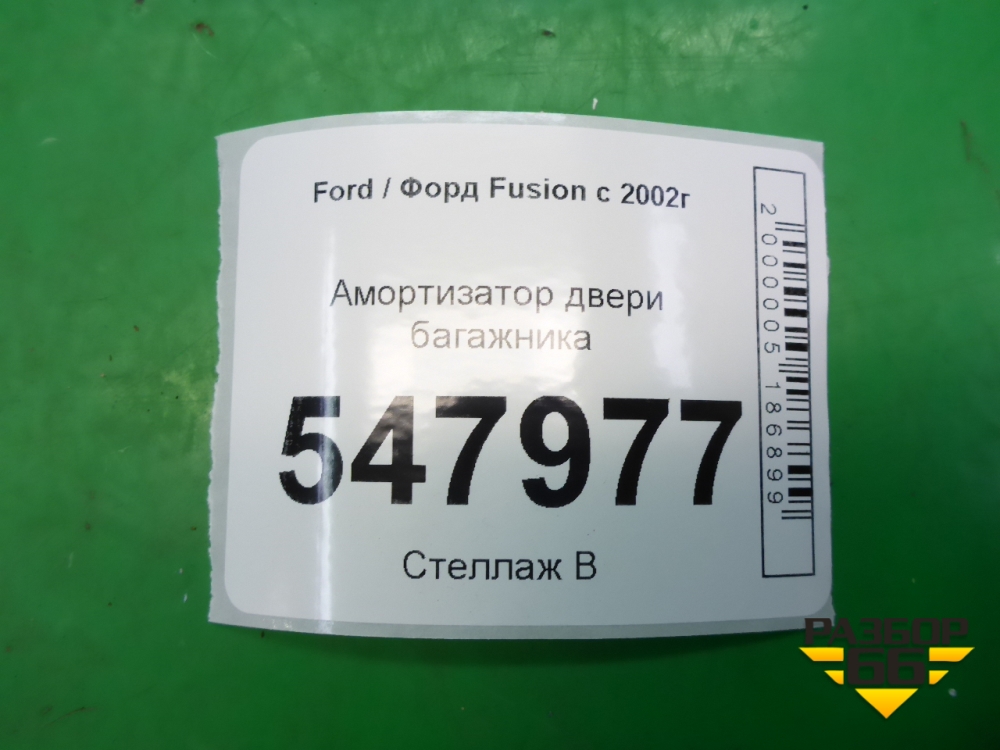 Ford / Форд Fusion с 2002г
Амортизатор двери
багажника
547977
Стеллаж В
2000005186899
РАЗБОР
66